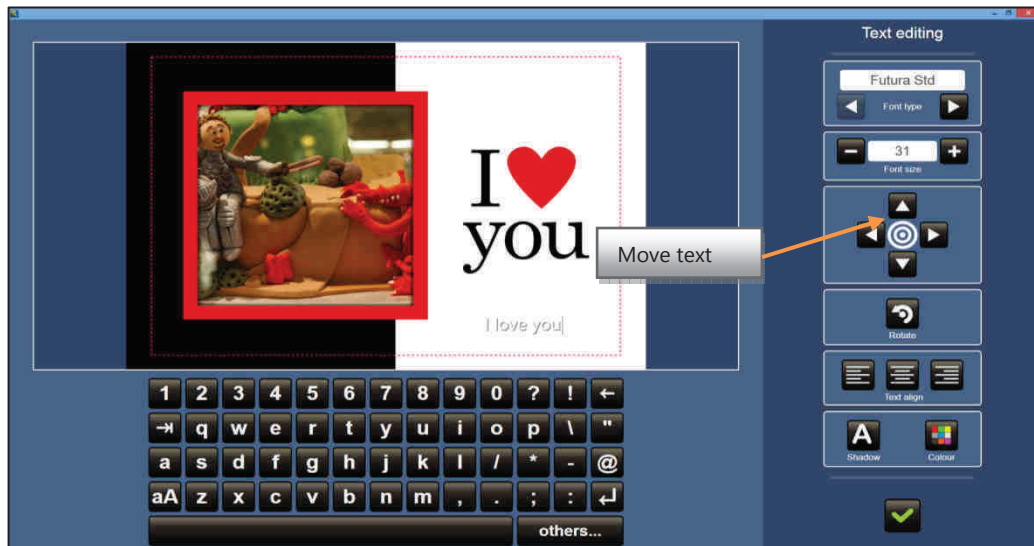 Text editing
Futura Std
Font type
31
Font size
I
you
Move text
I love you
Rotate
Text align
A
Shadow
Colour
1 2 3 4 5 6 7 8 9 0 ? ! ←
q w e r t y u i o p \ "
a s d f g h j k l / * - @
aA z x c v b n m , . ; : ↵
others...